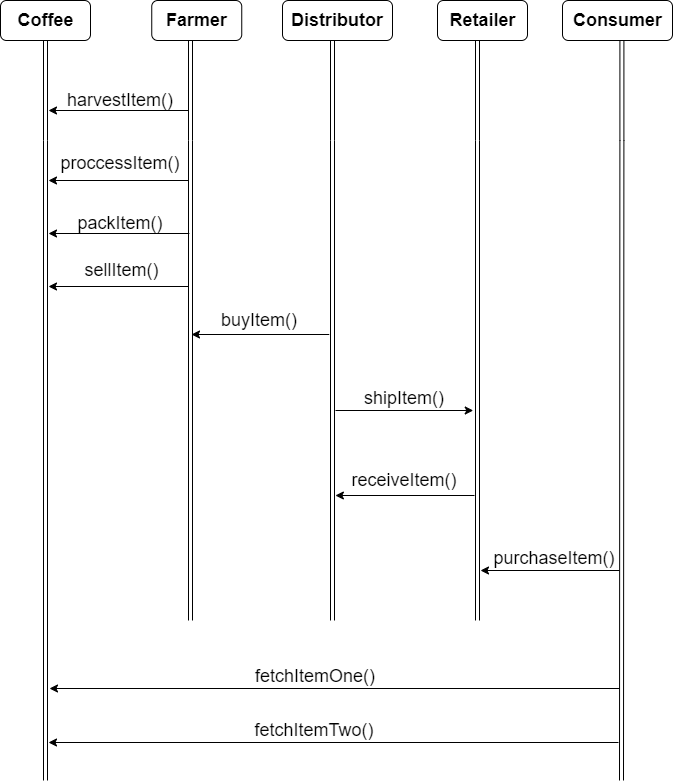 Coffee Farmer Distributor Retailer Consumer
harvestItem()
proccessItem()
packItem()
sellItem()
buyItem()
shipItem()
receiveItem()
purchaseItem()
fetchItemOne()
fetchItemTwo()